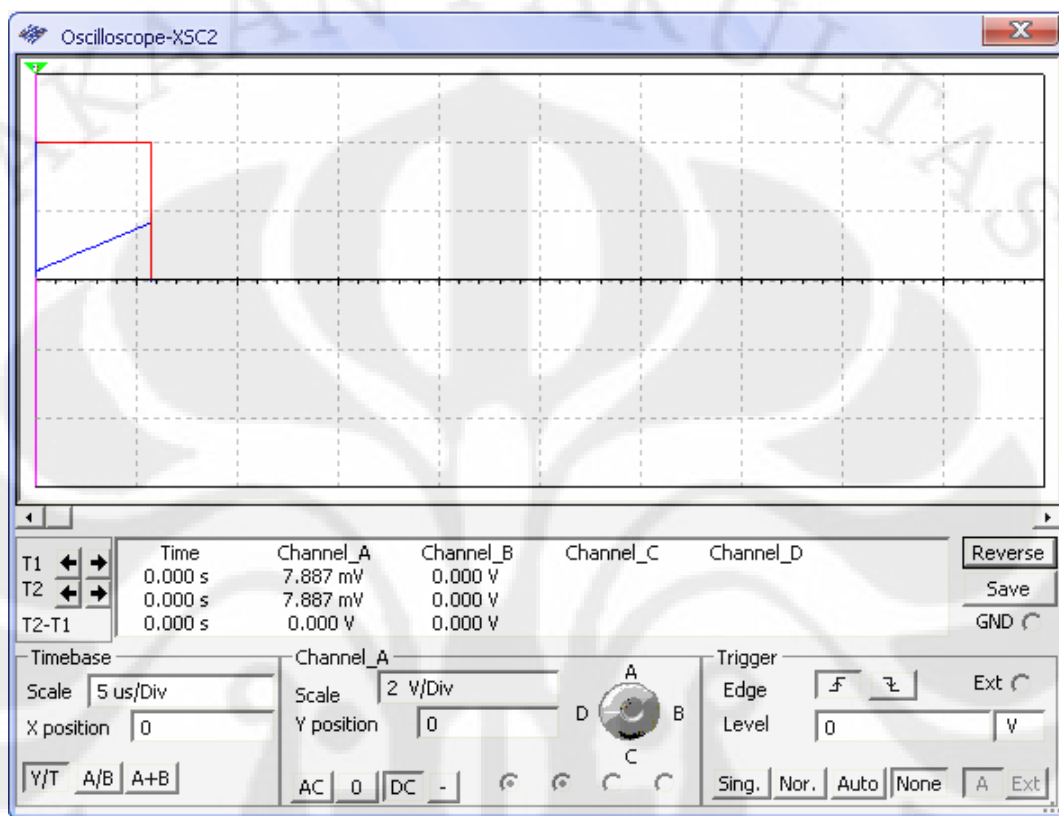 Oscilloscope-XSC2
AKAAN FAKULTAS
Time Channel_A Channel_B Channel_C Channel_D
T1 0.000 s 7.887 mV 0.000 V
T2 0.000 s 7.887 mV 0.000 V
T2-T1 0.000 s 0.000 V 0.000 V
Reverse
Save
GND
Timebase
Scale 5 us/Div
X position 0
Y/T A/B A+B
Channel_A
Scale 2 V/Div
Y position 0
AC 0 DC -
A
D B
C
Trigger
Edge Ext
Level 0 V
Sing. Nor. Auto None A Ext